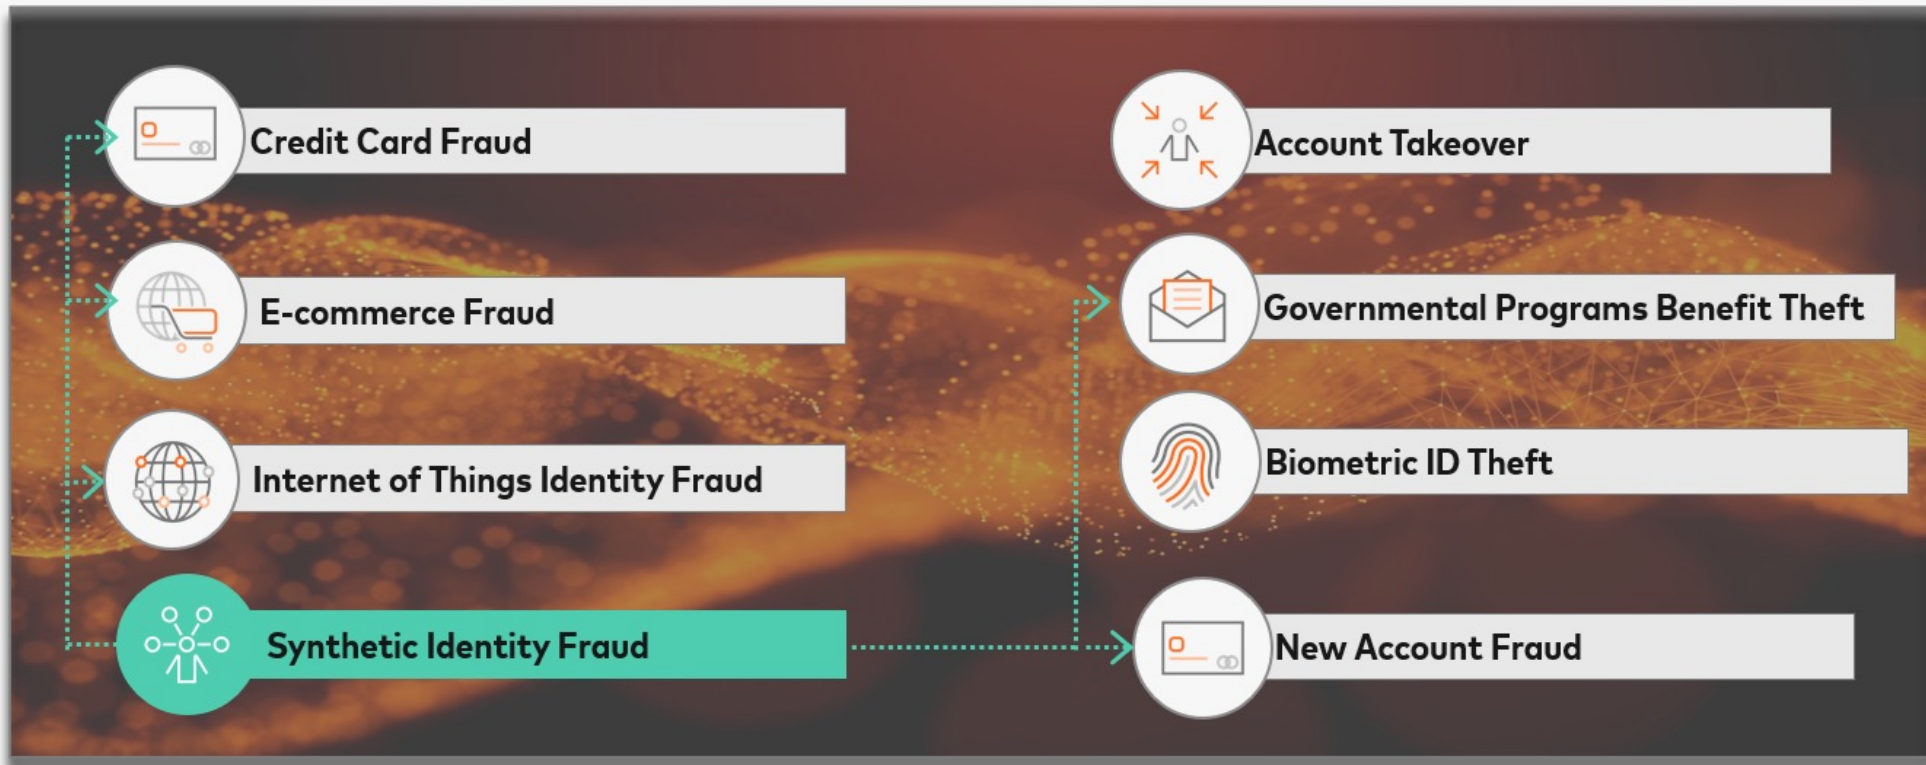 Credit Card Fraud
E-commerce Fraud
Internet of Things Identity Fraud
Synthetic Identity Fraud
Account Takeover
Governmental Programs Benefit Theft
Biometric ID Theft
New Account Fraud